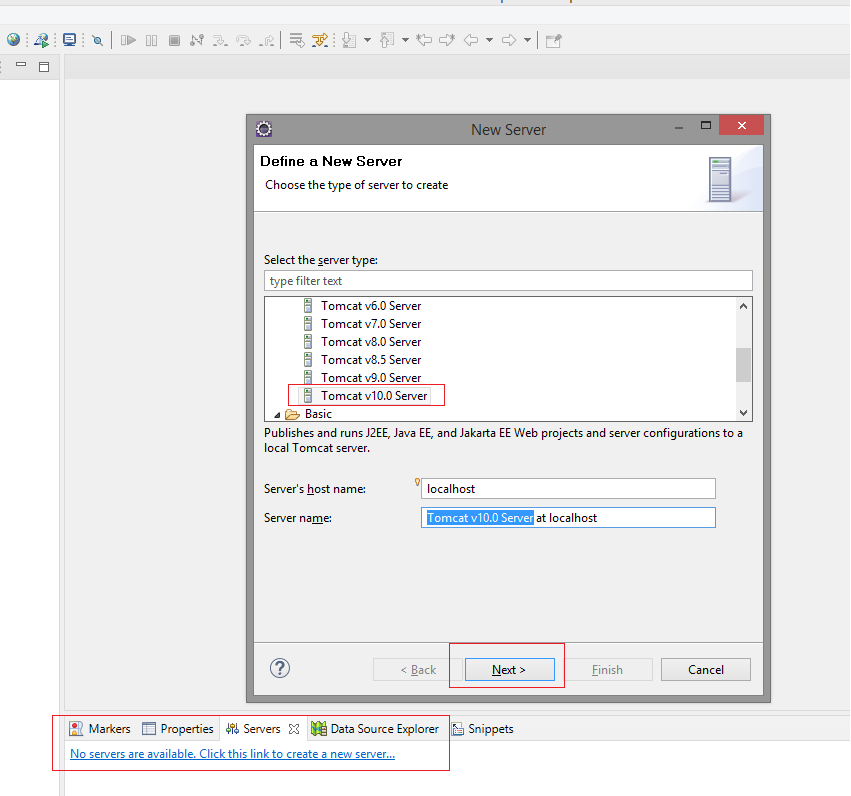 New Server
Define a New Server
Choose the type of server to create
Select the server type:
type filter text
Tomcat v6.0 Server
Tomcat v7.0 Server
Tomcat v8.0 Server
Tomcat v8.5 Server
Tomcat v9.0 Server
Tomcat v10.0 Server
Basic
Publishes and runs J2EE, Java EE, and Jakarta EE Web projects and server configurations to a
local Tomcat server.
Server's host name: localhost
Server name: Tomcat v10.0 Server at localhost
? < Back Next > Finish Cancel
Markers Properties Servers Data Source Explorer Snippets
No servers are available. Click this link to create a new server...